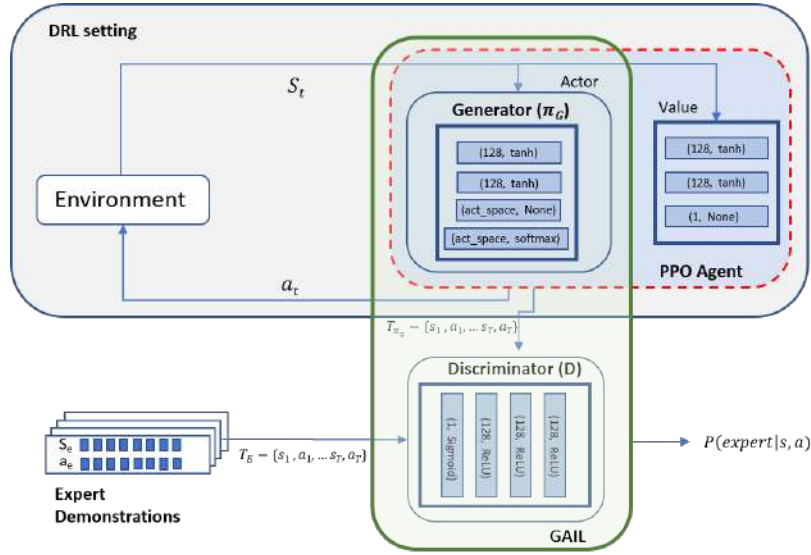 DRL setting
S_t
Actor
Generator (π_G)
Value
(128, tanh)
(128, tanh)
(act_space, None)
(act_space, softmax)
(128, tanh)
(128, tanh)
(1, None)
Environment
PPO Agent
a_t
T_{π_G} − {s_1, a_1, … s_T, a_T}
Discriminator (D)
(1, Sigmoid)
(128, ReLU)
(128, ReLU)
(128, ReLU)
S_e
a_e
T_E − {s_1, a_1, … s_T, a_T}
P(expert|s, a)
Expert
Demonstrations
GAIL